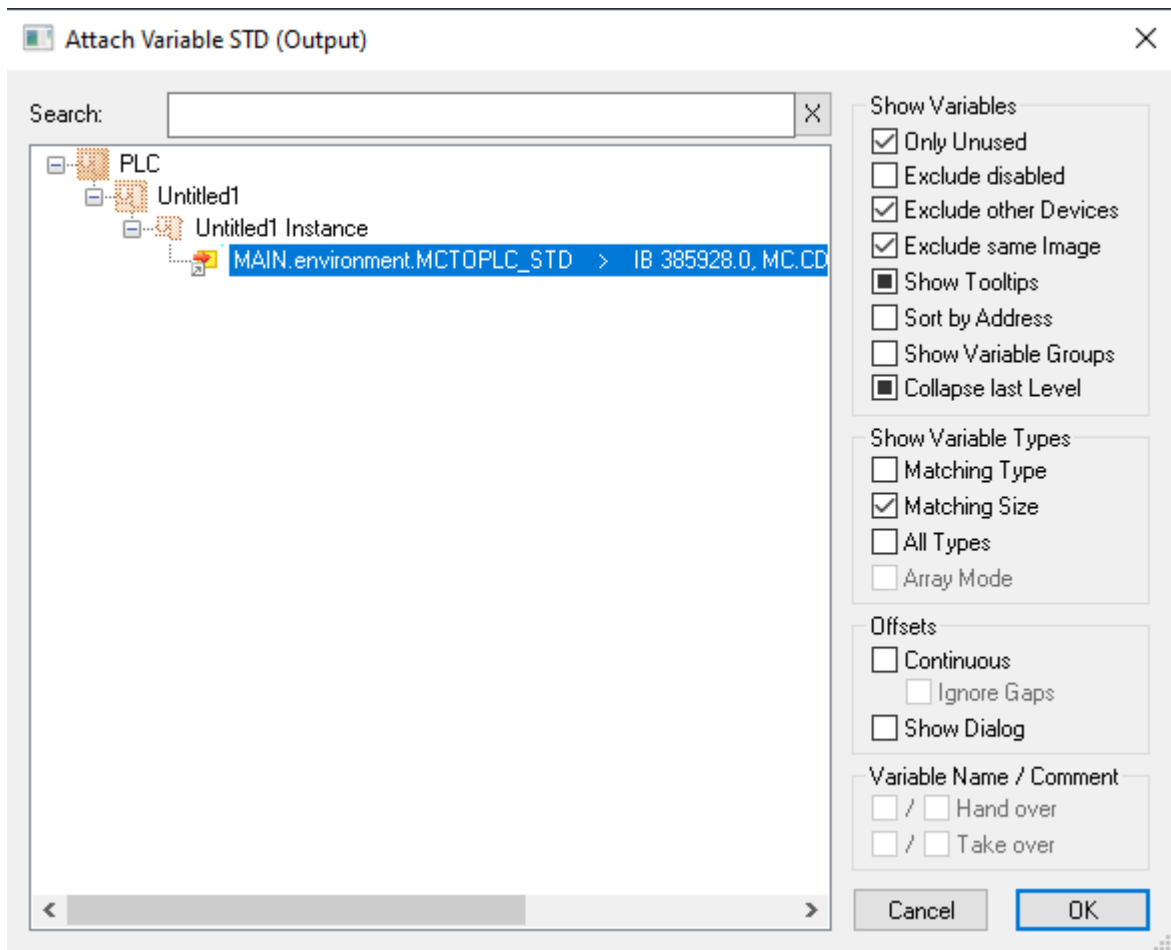 Attach Variable STD (Output)
Search:
PLC
Untitled1
Untitled1 Instance
MAIN.environment.MCTOPLC_STD > IB 385928.0, MC.CD
Show Variables
Only Unused
Exclude disabled
Exclude other Devices
Exclude same Image
Show Tooltips
Sort by Address
Show Variable Groups
Collapse last Level
Show Variable Types
Matching Type
Matching Size
All Types
Array Mode
Offsets
Continuous
Ignore Gaps
Show Dialog
Variable Name / Comment
/ Hand over
/ Take over
Cancel
OK